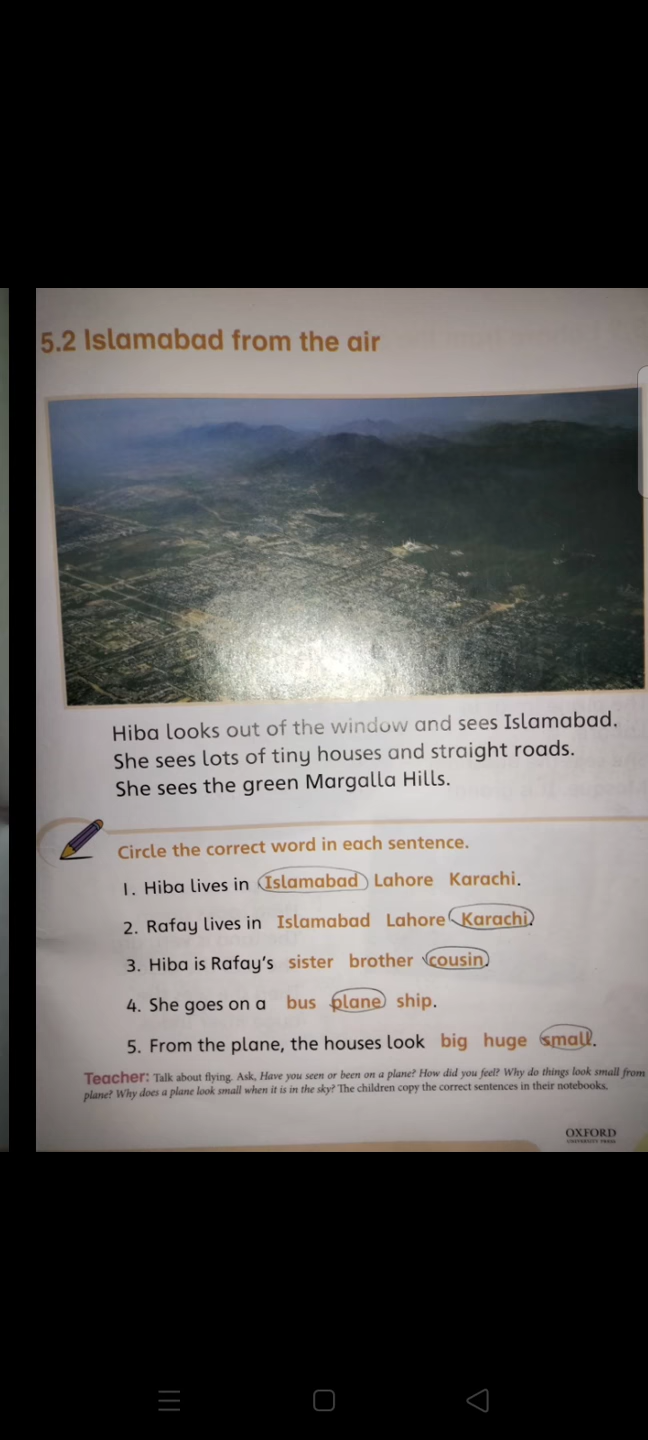 5.2 Islamabad from the air
Hiba looks out of the window and sees Islamabad.
She sees lots of tiny houses and straight roads.
She sees the green Margalla Hills.
Circle the correct word in each sentence.
1. Hiba lives in Islamabad Lahore Karachi.
2. Rafay lives in Islamabad Lahore Karachi.
3. Hiba is Rafay's sister brother cousin.
4. She goes on a bus plane ship.
5. From the plane, the houses look big huge small.
Teacher: Talk about flying. Ask, Have you seen or been on a plane? How did you feel? Why do things look small from
plane? Why does a plane look small when it is in the sky? The children copy the correct sentences in their notebooks.
OXFORD
UNIVERSITY PRESS